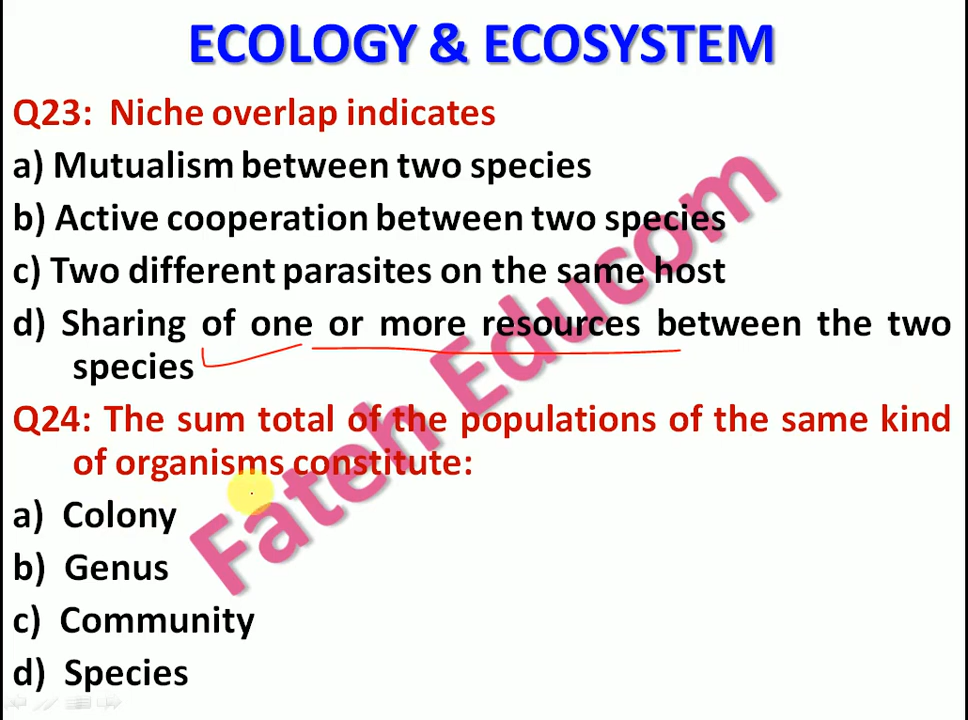 ECOLOGY & ECOSYSTEM
Q23: Niche overlap indicates
a) Mutualism between two species
b) Active cooperation between two species
c) Two different parasites on the same host
d) Sharing of one or more resources between the two
species
Q24: The sum total of the populations of the same kind
of organisms constitute:
a) Colony
b) Genus
c) Community
d) Species
Fateh Educom